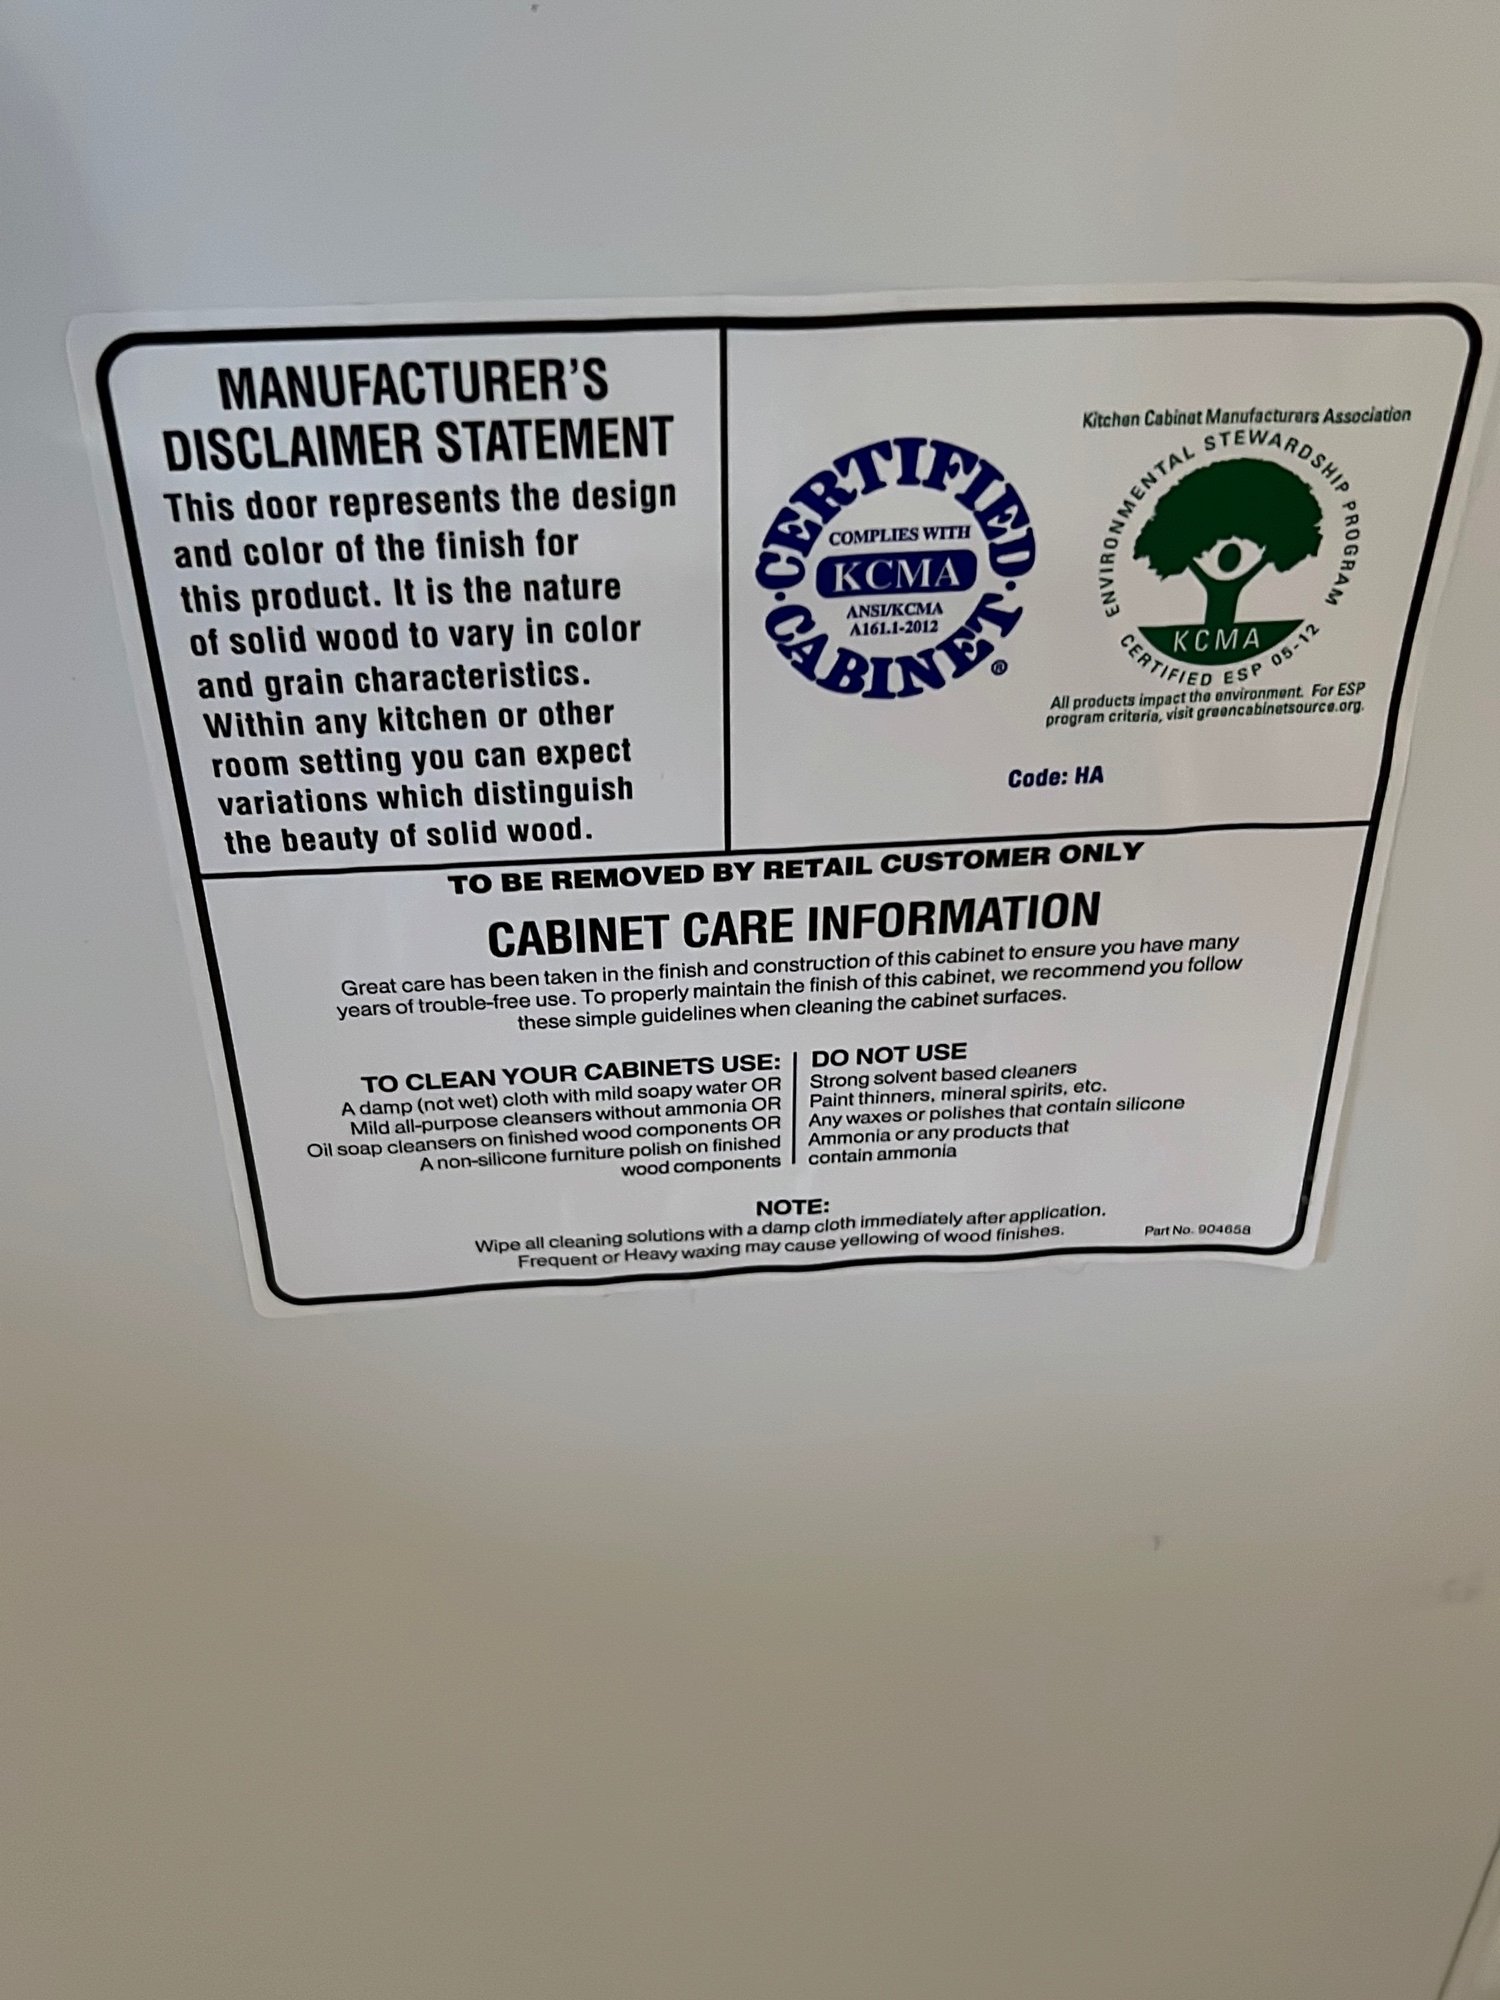 MANUFACTURER'S
DISCLAIMER STATEMENT
This door represents the design
and color of the finish for
this product. It is the nature
of solid wood to vary in color
and grain characteristics.
Within any kitchen or other
room setting you can expect
variations which distinguish
the beauty of solid wood.
·CERTIFIED·
COMPLIES WITH
KCMA
ANSI/KCMA
A161.1-2012
CABINET
®
Kitchen Cabinet Manufacturers Association
ENVIRONMENTAL STEWARDSHIP PROGRAM
KCMA
CERTIFIED ESP 05-12
All products impact the environment. For ESP
program criteria, visit greencabinetsource.org.
Code: HA
TO BE REMOVED BY RETAIL CUSTOMER ONLY
CABINET CARE INFORMATION
Great care has been taken in the finish and construction of this cabinet to ensure you have many
years of trouble-free use. To properly maintain the finish of this cabinet, we recommend you follow
these simple guidelines when cleaning the cabinet surfaces.
TO CLEAN YOUR CABINETS USE:
A damp (not wet) cloth with mild soapy water OR
Mild all-purpose cleansers without ammonia OR
Oil soap cleansers on finished wood components OR
A non-silicone furniture polish on finished
wood components
DO NOT USE
Strong solvent based cleaners
Paint thinners, mineral spirits, etc.
Any waxes or polishes that contain silicone
Ammonia or any products that
contain ammonia
NOTE:
Wipe all cleaning solutions with a damp cloth immediately after application.
Frequent or Heavy waxing may cause yellowing of wood finishes.
Part No. 904658